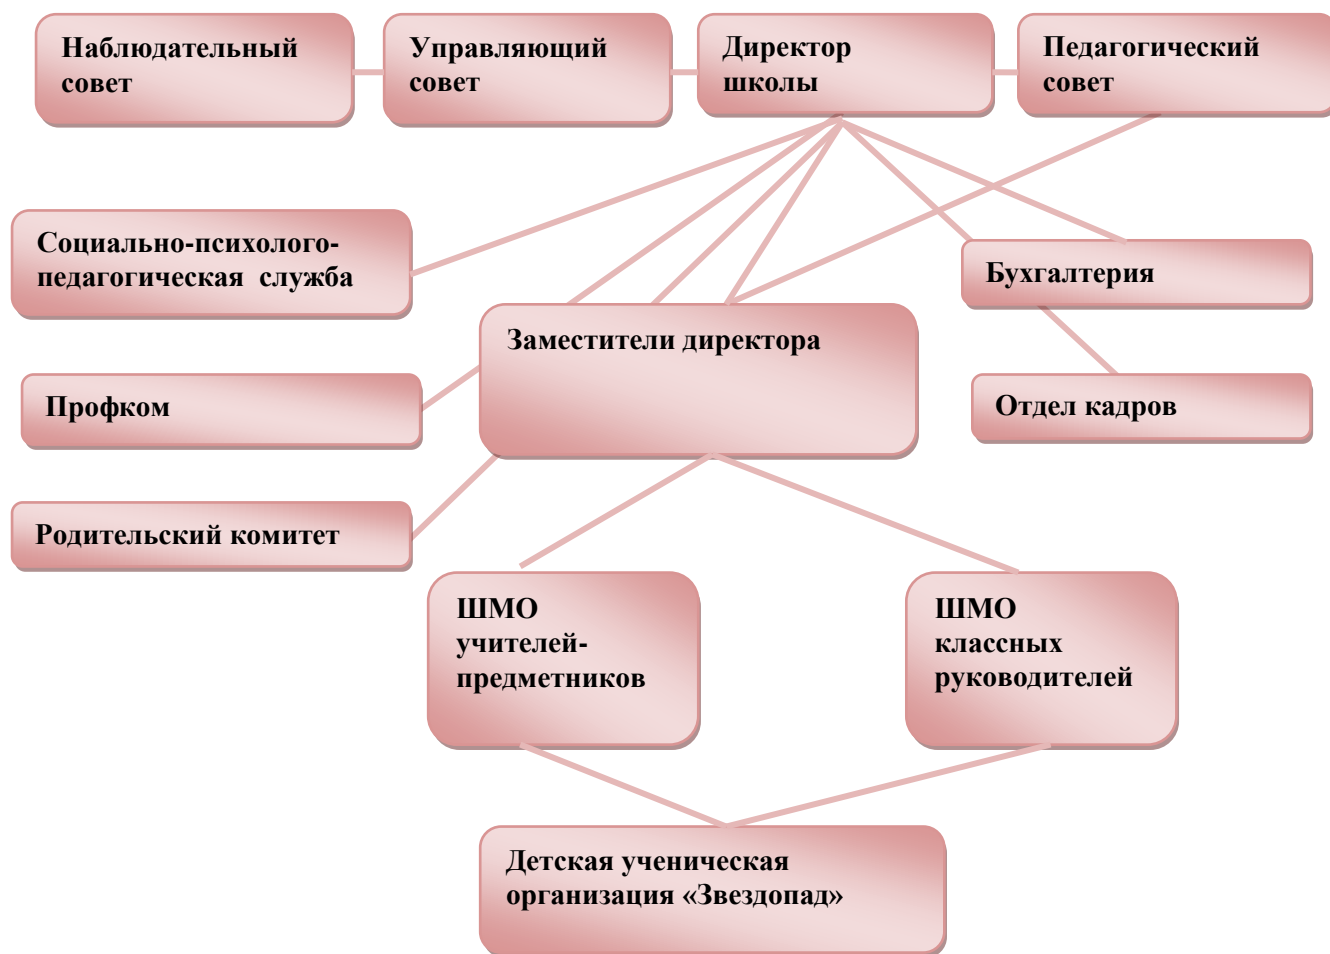 Наблюдательный
совет
Управляющий
совет
Директор
школы
Педагогический
совет
Социально-психолого-
педагогическая служба
Бухгалтерия
Заместители директора
Профком
Отдел кадров
Родительский комитет
ШМО
учителей-
предметников
ШМО
классных
руководителей
Детская ученическая
организация «Звездопад»